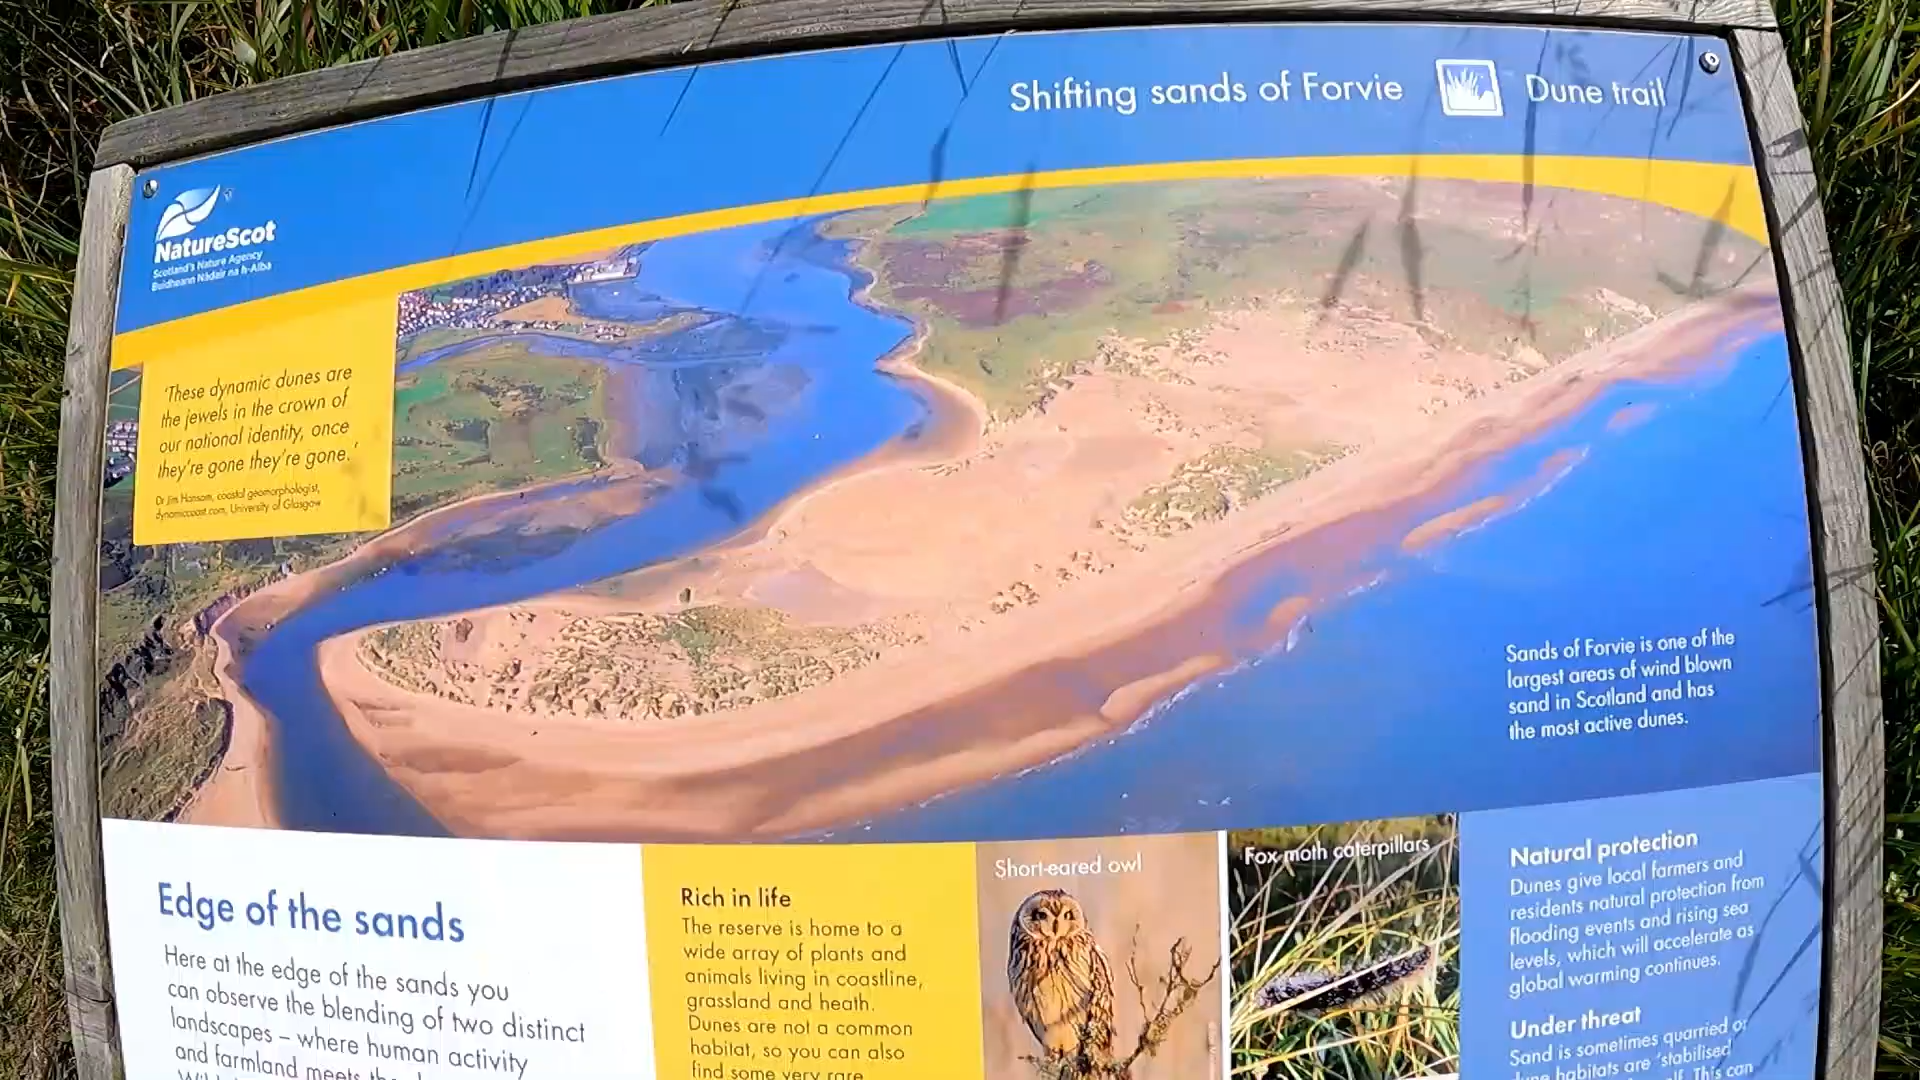 Shifting sands of Forvie
Dune trail
NatureScot
Scotland's Nature Agency
Buidheann Nàdair na h-Alba
'These dynamic dunes are
the jewels in the crown of
our national identity, once
they're gone they're gone.'
Dr Jim Hansom, coastal geomorphologist,
dynamiccoast.com, University of Glasgow
Sands of Forvie is one of the
largest areas of wind blown
sand in Scotland and has
the most active dunes.
Edge of the sands
Here at the edge of the sands you
can observe the blending of two distinct
landscapes – where human activity
and farmland meets
Rich in life
The reserve is home to a
wide array of plants and
animals living in coastline,
grassland and heath.
Dunes are not a common
habitat, so you can also
find some very rare
Short-eared owl
Fox moth caterpillars
Natural protection
Dunes give local farmers and
residents natural protection from
flooding events and rising sea
levels, which will accelerate as
global warming continues.
Under threat
Sand is sometimes quarried or
dune habitats are 'stabilised
This can